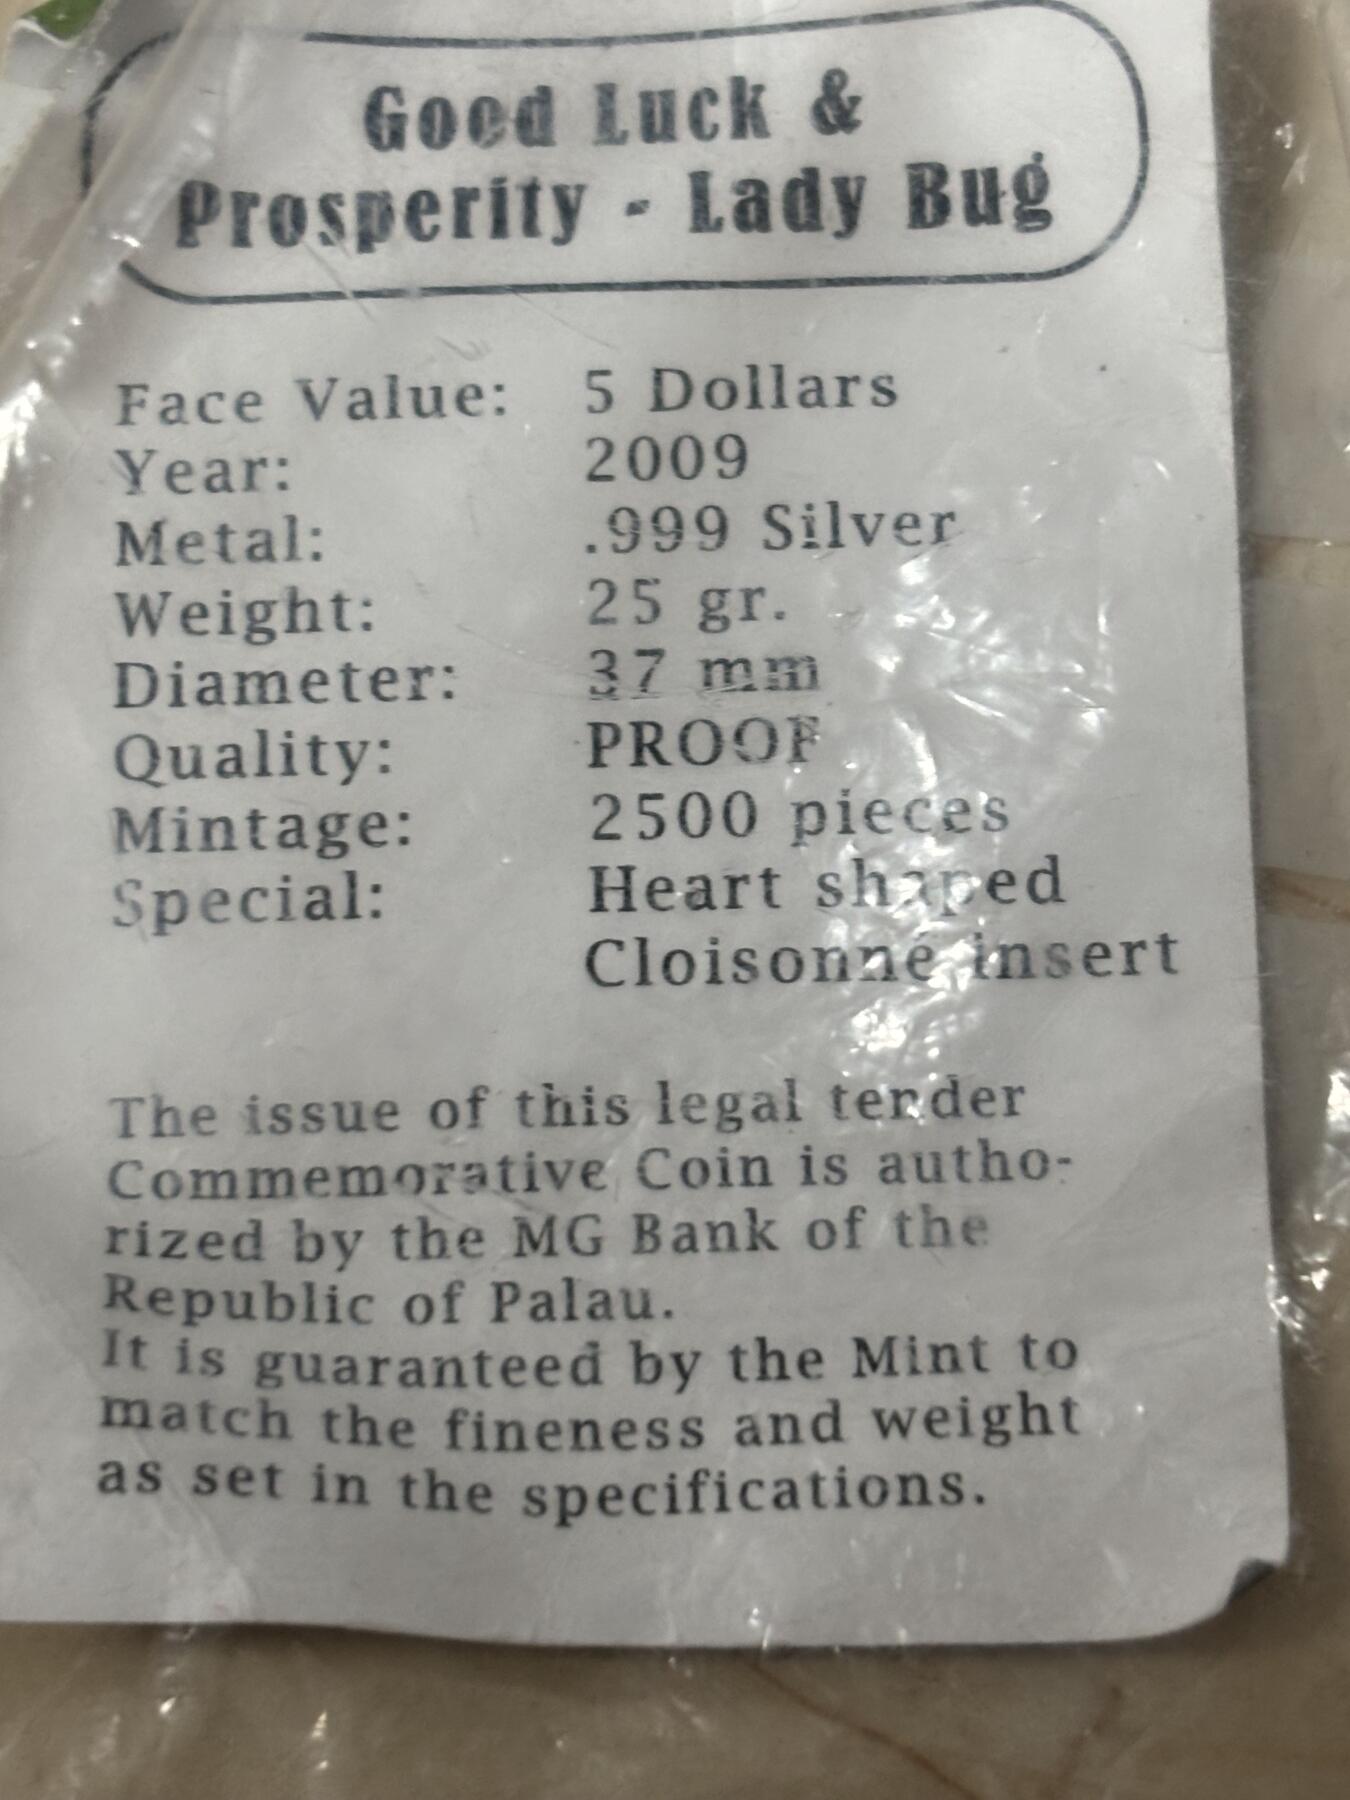 Good Luck &
Prosperity - Lady Bug
Face Value: 5 Dollars
Year: 2009
Metal: .999 Silver
Weight: 25 gr.
Diameter: 37 mm
Quality: PROOF
Mintage: 2500 pieces
Special: Heart shaped
Cloisonné insert
The issue of this legal tender
Commemorative Coin is autho-
rized by the MG Bank of the
Republic of Palau.
It is guaranteed by the Mint to
match the fineness and weight
as set in the specifications.